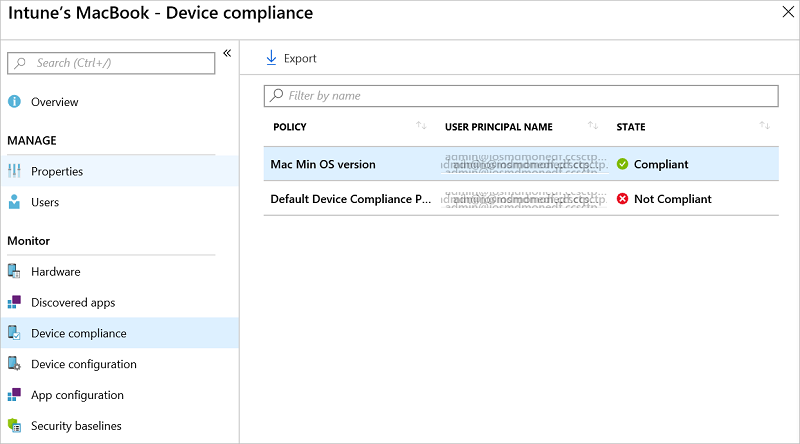 Intune's MacBook - Device compliance
Search (Ctrl+/)
Overview
MANAGE
Properties
Users
Monitor
Hardware
Discovered apps
Device compliance
Device configuration
App configuration
Security baselines
Export
Filter by name
POLICY USER PRINCIPAL NAME STATE
Mac Min OS version Compliant
Default Device Compliance P... Not Compliant